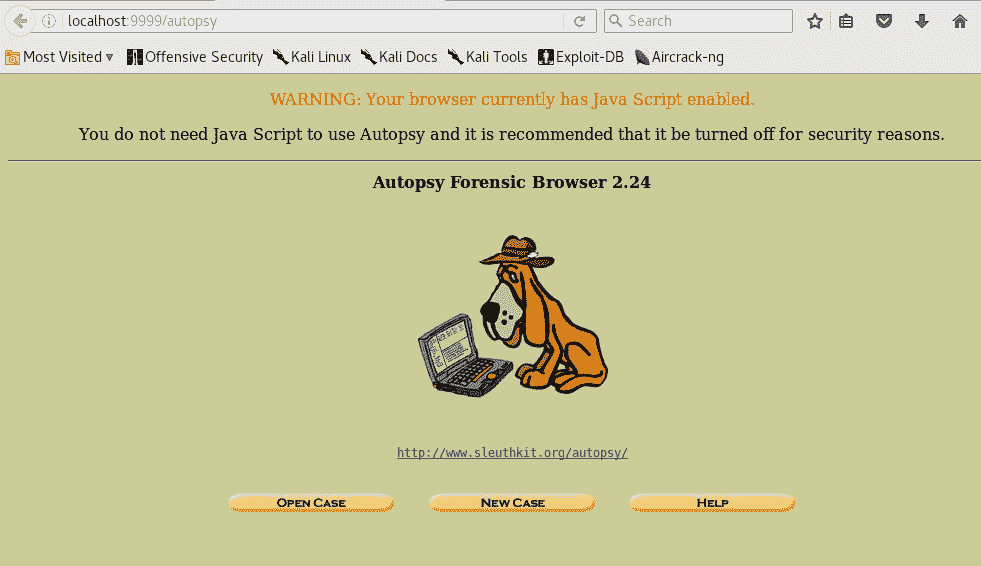 localhost:9999/autopsy
Search
Most Visited
Offensive Security
Kali Linux
Kali Docs
Kali Tools
Exploit-DB
Aircrack-ng
WARNING: Your browser currently has Java Script enabled.
You do not need Java Script to use Autopsy and it is recommended that it be turned off for security reasons.
Autopsy Forensic Browser 2.24
http://www.sleuthkit.org/autopsy/
OPEN CASE
NEW CASE
HELP